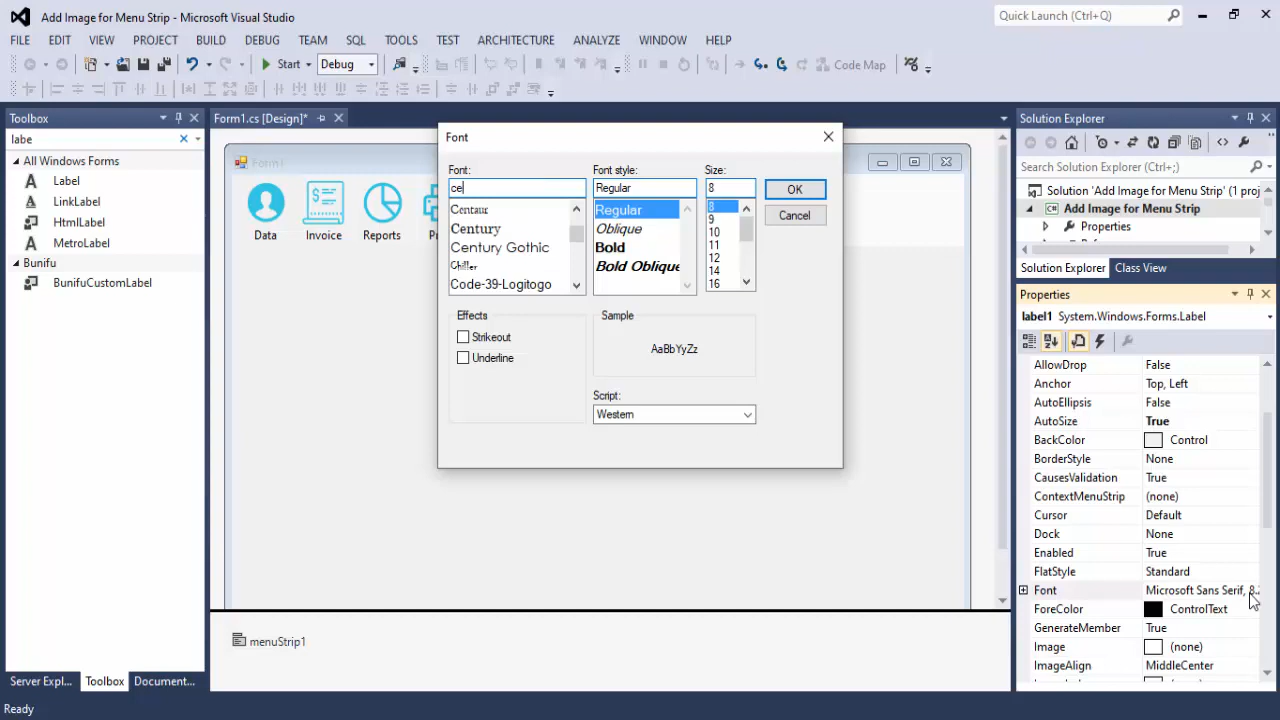 Add Image for Menu Strip - Microsoft Visual Studio
Quick Launch (Ctrl+Q)
FILE EDIT VIEW PROJECT BUILD DEBUG TEAM SQL TOOLS TEST ARCHITECTURE ANALYZE WINDOW HELP
Start Debug Code Map
Toolbox
labe
All Windows Forms
Label
LinkLabel
HtmlLabel
MetroLabel
Bunifu
BunifuCustomLabel
Server Expl... Toolbox Document...
Form1.cs [Design]*
Form1
Data Invoice Reports
menuStrip1
Font
Font: Font style: Size:
cel Regular 8
Centaur
Century
Century Gothic
Chiller
Code-39-Logitogo
Regular
Oblique
Bold
Bold Oblique
8
9
10
11
12
14
16
OK
Cancel
Effects
Strikeout
Underline
Sample
AaBbYyZz
Script:
Western
Solution Explorer
Search Solution Explorer (Ctrl+;)
Solution 'Add Image for Menu Strip' (1 proj
C# Add Image for Menu Strip
Properties
Solution Explorer Class View
Properties
label1 System.Windows.Forms.Label
AllowDrop False
Anchor Top, Left
AutoEllipsis False
AutoSize True
BackColor Control
BorderStyle None
CausesValidation True
ContextMenuStrip (none)
Cursor Default
Dock None
Enabled True
FlatStyle Standard
Font Microsoft Sans Serif, 8.
ForeColor ControlText
GenerateMember True
Image (none)
ImageAlign MiddleCenter
Ready